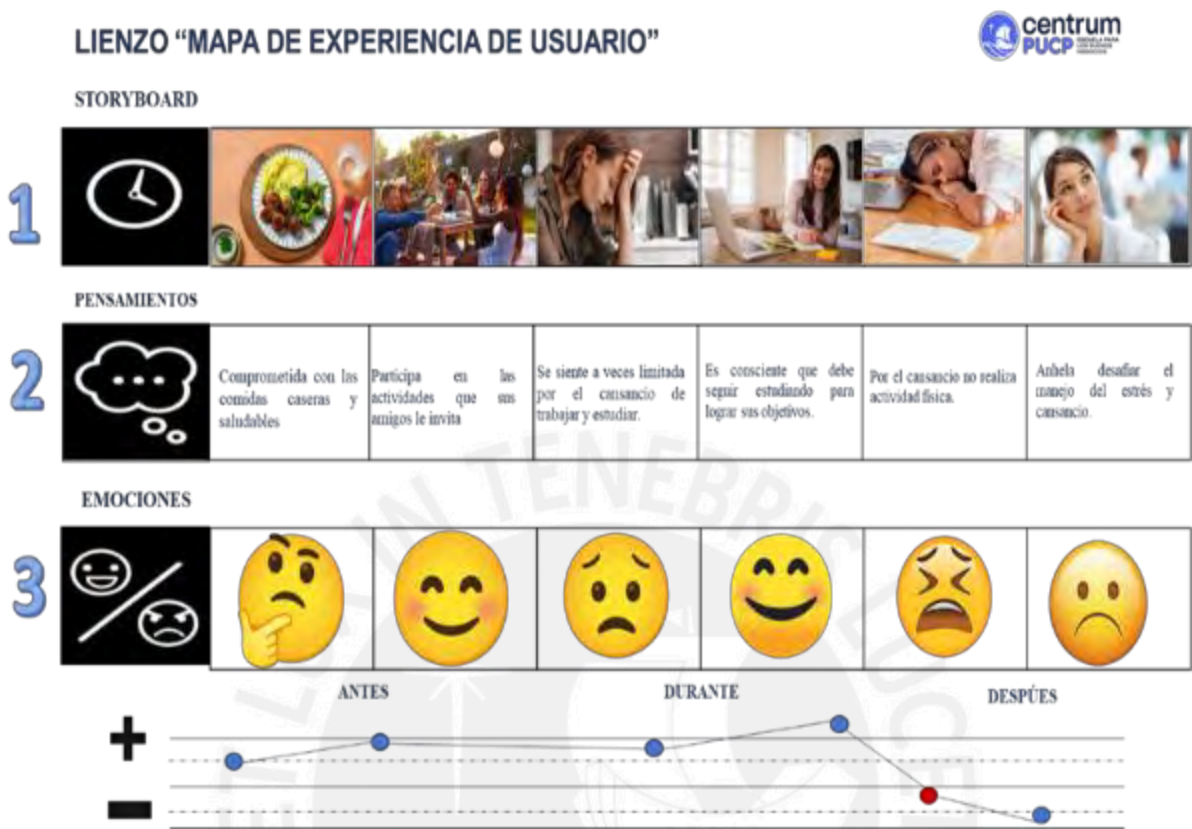 LIENZO “MAPA DE EXPERIENCIA DE USUARIO”
centrum
PUCP
STORYBOARD
1
PENSAMIENTOS
2
Comprometida con las
comidas caseras y
saludables
Participa en las
actividades que sus
amigos le invita
Se siente a veces limitada
por el cansancio de
trabajar y estudiar.
Es consciente que debe
seguir estudiando para
lograr sus objetivos.
Por el cansancio no realiza
actividad física.
Anhela desafiar el
manejo del estrés y
cansancio.
EMOCIONES
3
ANTES
DURANTE
DESPÚES
+
IN TENEBRIS LUCE